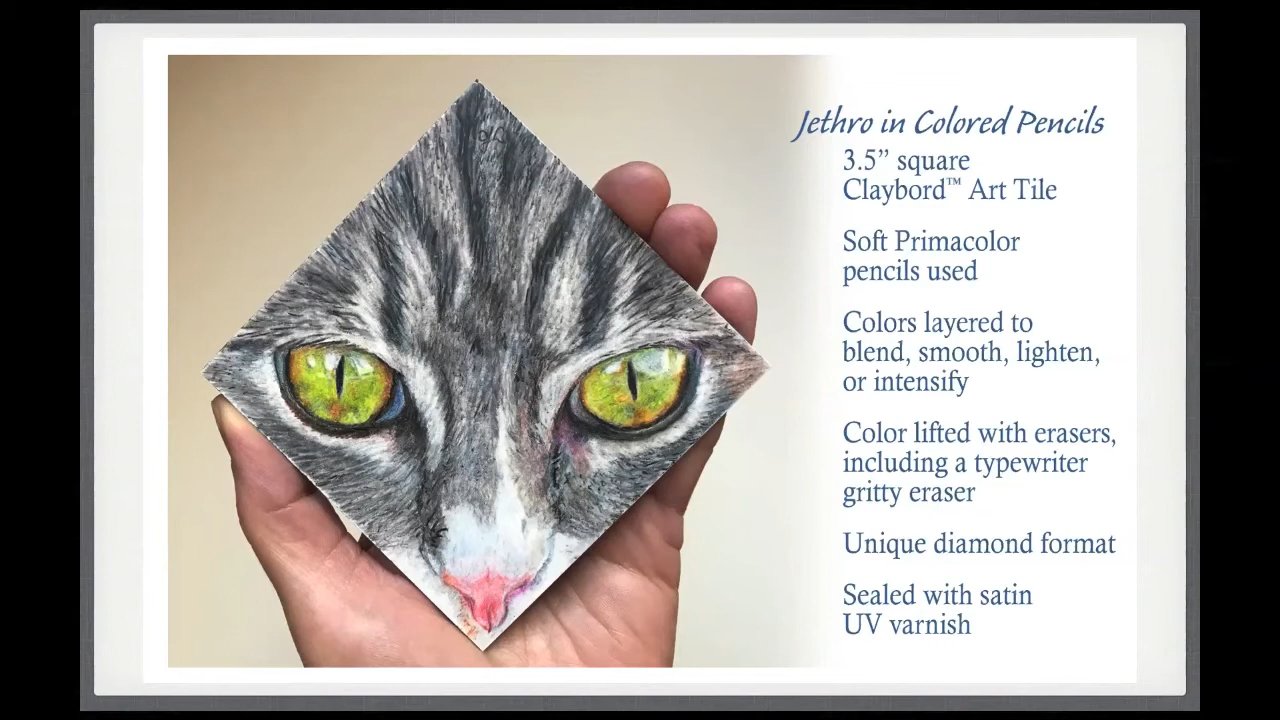 Jethro in Colored Pencils
3.5” square
Claybord™ Art Tile
Soft Primacolor
pencils used
Colors layered to
blend, smooth, lighten,
or intensify
Color lifted with erasers,
including a typewriter
gritty eraser
Unique diamond format
Sealed with satin
UV varnish